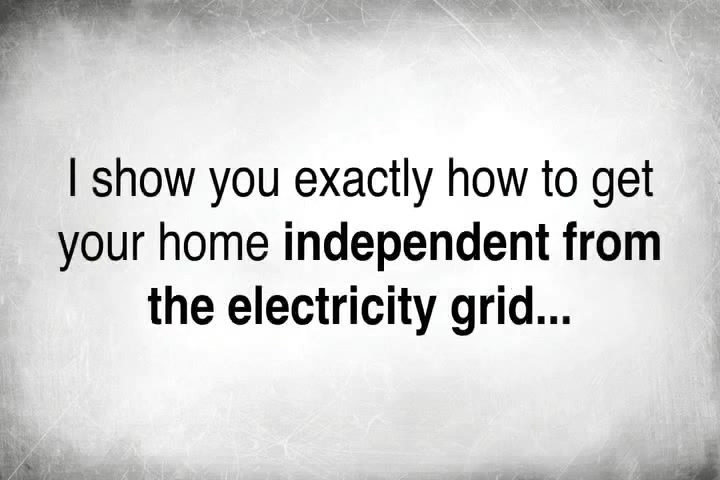 I show you exactly how to get
your home independent from
the electricity grid...